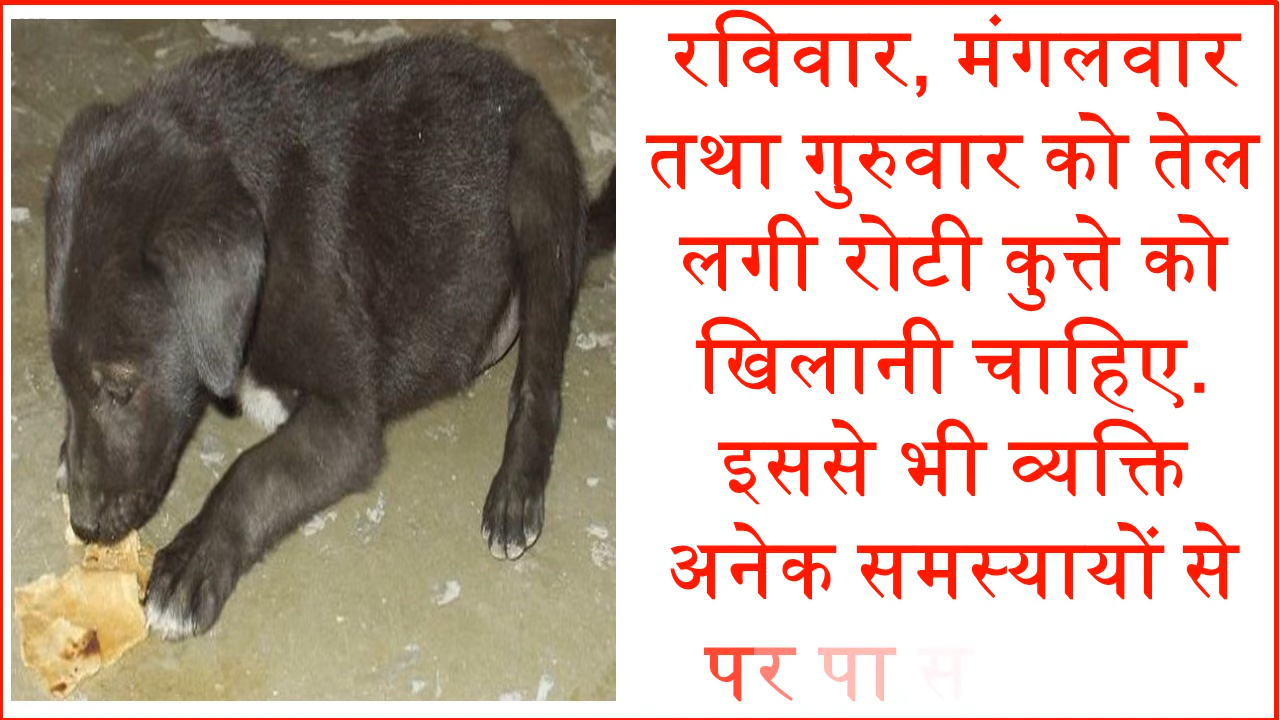 रविवार, मंगलवार
तथा गुरुवार को तेल
लगी रोटी कुत्ते को
खिलानी चाहिए.
इससे भी व्यक्ति
अनेक समस्यायों से
पर पा स